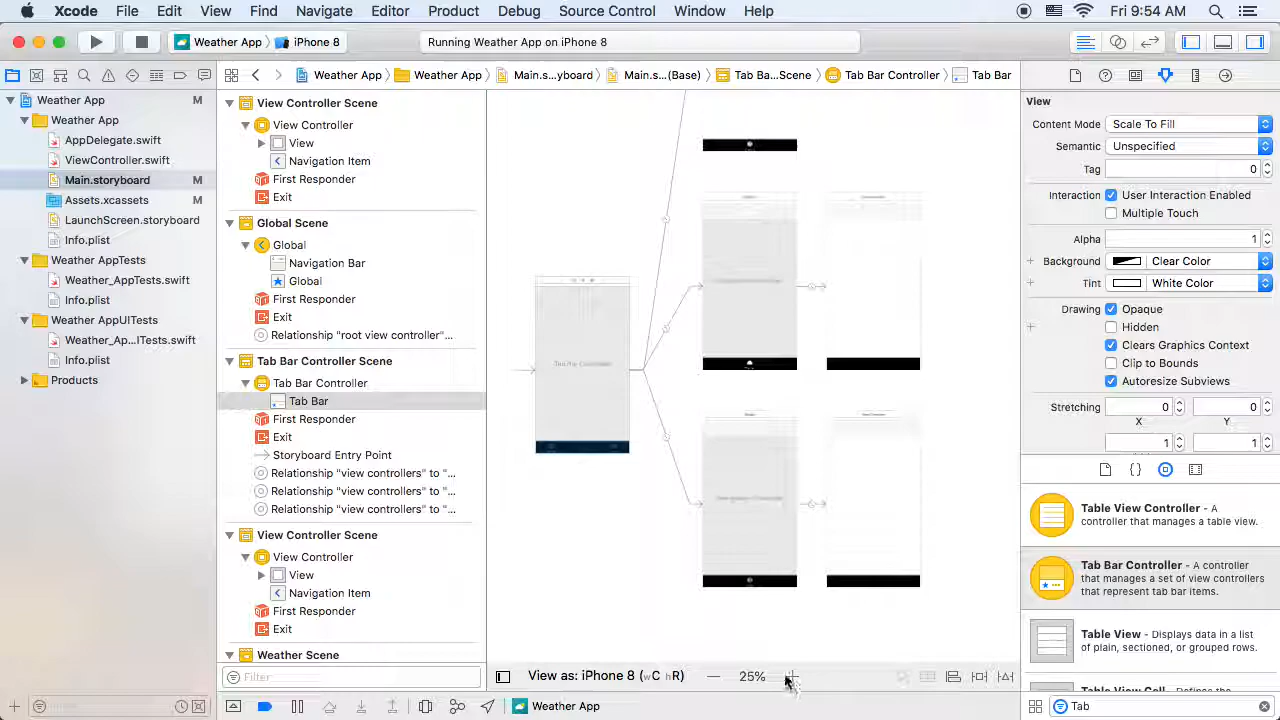 Xcode File Edit View Find Navigate Editor Product Debug Source Control Window Help Fri 9:54 AM
Weather App iPhone 8 Running Weather App on iPhone 8
Weather App Weather App Main.s...yboard Main.s...(Base) Tab Ba...Scene Tab Bar Controller Tab Bar
Weather App M
Weather App
AppDelegate.swift
ViewController.swift
Main.storyboard M
Assets.xcassets M
LaunchScreen.storyboard
Info.plist
Weather AppTests
Weather_AppTests.swift
Info.plist
Weather AppUITests
Weather_Ap...ITests.swift
Info.plist
Products
View Controller Scene
View Controller
View
Navigation Item
First Responder
Exit
Global Scene
Global
Navigation Bar
Global
First Responder
Exit
Relationship "root view controller"...
Tab Bar Controller Scene
Tab Bar Controller
Tab Bar
First Responder
Exit
Storyboard Entry Point
Relationship "view controllers" to "...
Relationship "view controllers" to "...
Relationship "view controllers" to "...
View Controller Scene
View Controller
View
Navigation Item
First Responder
Exit
Weather Scene
Filter
Tab Bar Controller
View as: iPhone 8 (wC hR) — 25% +
Weather App
View
Content Mode Scale To Fill
Semantic Unspecified
Tag 0
Interaction User Interaction Enabled
Multiple Touch
Alpha 1
Background Clear Color
Tint White Color
Drawing Opaque
Hidden
Clears Graphics Context
Clip to Bounds
Autoresize Subviews
Stretching 0 0
X Y
1 1
Table View Controller - A
controller that manages a table view.
Tab Bar Controller - A controller
that manages a set of view controllers
that represent tab bar items.
Table View - Displays data in a list
of plain, sectioned, or grouped rows.
Tab